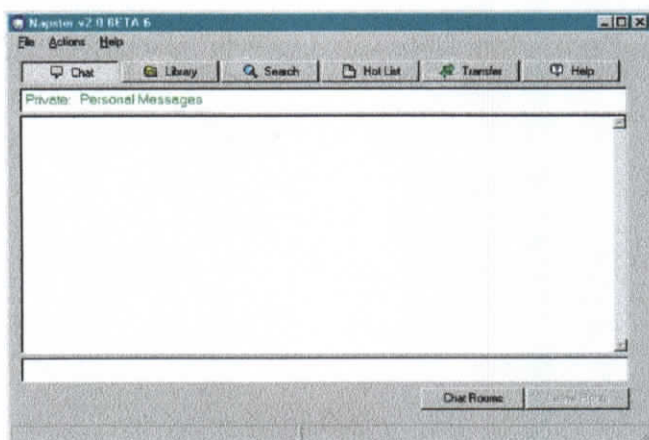 Napster v2.0 BETA 6
File Actions Help
Chat Library Search Hot List Transfer Help
Private: Personal Messages
Chat Rooms